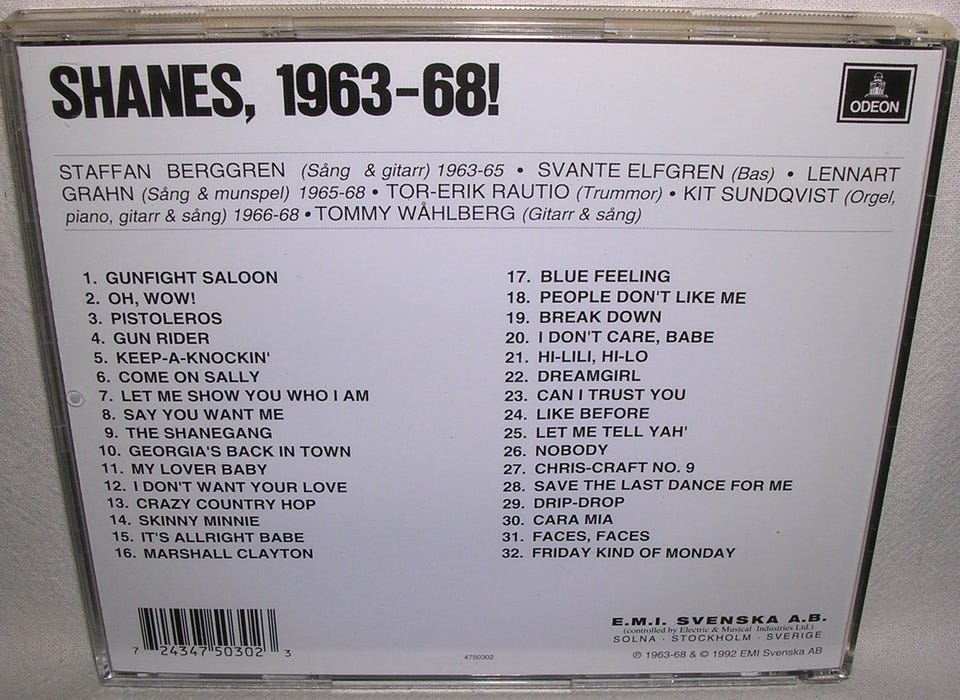 SHANES, 1963-68!
ODEON
STAFFAN BERGGREN (Sång & gitarr) 1963-65 • SVANTE ELFGREN (Bas) • LENNART
GRAHN (Sång & munspel) 1965-68 • TOR-ERIK RAUTIO (Trummor) • KIT SUNDQVIST (Orgel,
piano, gitarr & sång) 1966-68 • TOMMY WÅHLBERG (Gitarr & sång)
1. GUNFIGHT SALOON
2. OH, WOW!
3. PISTOLEROS
4. GUN RIDER
5. KEEP-A-KNOCKIN'
6. COME ON SALLY
7. LET ME SHOW YOU WHO I AM
8. SAY YOU WANT ME
9. THE SHANEGANG
10. GEORGIA'S BACK IN TOWN
11. MY LOVER BABY
12. I DON'T WANT YOUR LOVE
13. CRAZY COUNTRY HOP
14. SKINNY MINNIE
15. IT'S ALLRIGHT BABE
16. MARSHALL CLAYTON
17. BLUE FEELING
18. PEOPLE DON'T LIKE ME
19. BREAK DOWN
20. I DON'T CARE, BABE
21. HI-LILI, HI-LO
22. DREAMGIRL
23. CAN I TRUST YOU
24. LIKE BEFORE
25. LET ME TELL YAH'
26. NOBODY
27. CHRIS-CRAFT NO. 9
28. SAVE THE LAST DANCE FOR ME
29. DRIP-DROP
30. CARA MIA
31. FACES, FACES
32. FRIDAY KIND OF MONDAY
7 24347 50302 3
4750302
E.M.I. SVENSKA A.B.
(controlled by Electric & Musical Industries Ltd.)
SOLNA · STOCKHOLM · SVERIGE
℗ 1963-68 & © 1992 EMI Svenska AB